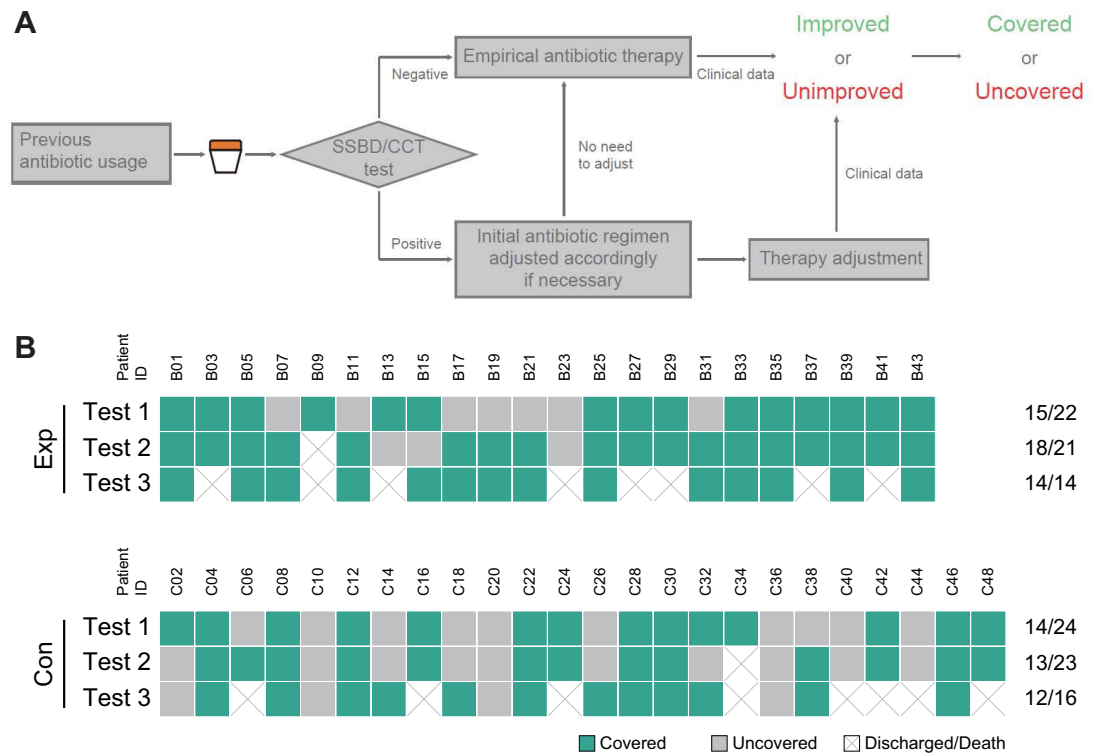 A
Previous
antibiotic usage
SSBD/CCT
test
Negative
Positive
Empirical antibiotic therapy
No need
to adjust
Initial antibiotic regimen
adjusted accordingly
if necessary
Therapy adjustment
Clinical data
Clinical data
Improved
or
Unimproved
Covered
or
Uncovered
B
Patient
ID
B01 B03 B05 B07 B09 B11 B13 B15 B17 B19 B21 B23 B25 B27 B29 B31 B33 B35 B37 B39 B41 B43
Exp
Test 1 15/22
Test 2 18/21
Test 3 14/14
Patient
ID
C02 C04 C06 C08 C10 C12 C14 C16 C18 C20 C22 C24 C26 C28 C30 C32 C34 C36 C38 C40 C42 C44 C46 C48
Con
Test 1 14/24
Test 2 13/23
Test 3 12/16
Covered Uncovered Discharged/Death